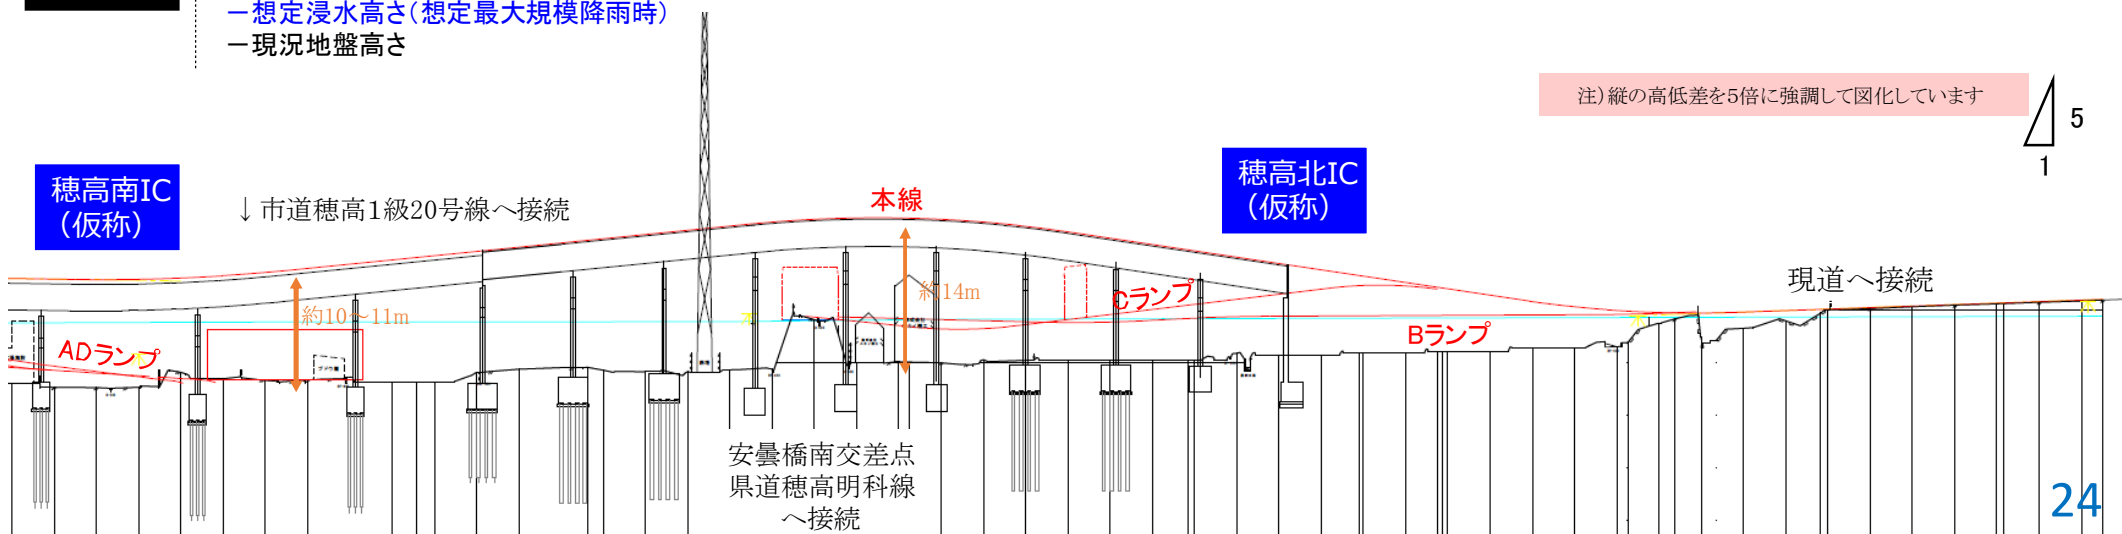 －想定浸水高さ（想定最大規模降雨時）
－現況地盤高さ
注）縦の高低差を5倍に強調して図化しています
5
1
穂高南IC
（仮称）
↓市道穂高1級20号線へ接続
本線
穂高北IC
（仮称）
現道へ接続
約10～11m
約14m
Cランプ
Bランプ
ADランプ
安曇橋南交差点
県道穂高明科線
へ接続
24